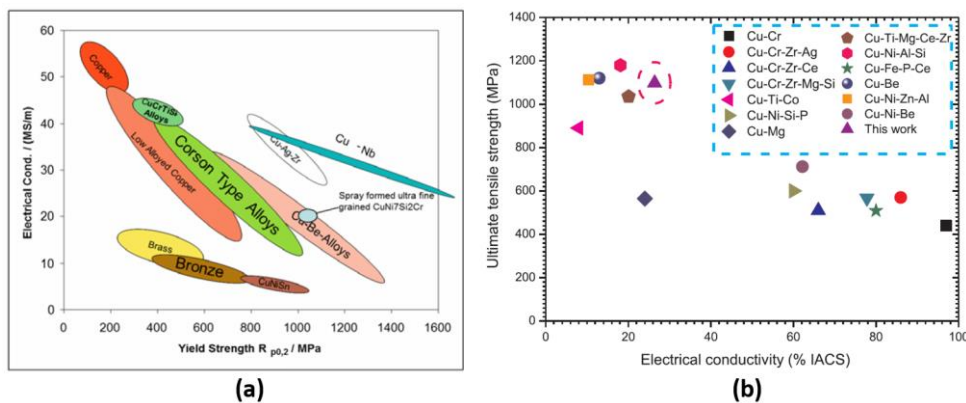 (a)
Electrical Cond. / (MS/m)
60
50
40
30
20
10
0
Copper
CuCrTiSi
Alloys
Low Alloyed Copper
Corson Type Alloys
Cu-Ag-Zr
Cu - Nb
Spray formed ultra fine
grained CuNi7Si2Cr
Cu-Be-Alloys
Brass
Bronze
CuNiSn
0 200 400 600 800 1000 1200 1400 1600
Yield Strength R p0,2 / MPa
(a)
(b)
Ultimate tensile strength (MPa)
1400
1200
1000
800
600
400
200
0
Cu-Cr
Cu-Cr-Zr-Ag
Cu-Cr-Zr-Ce
Cu-Cr-Zr-Mg-Si
Cu-Ti-Co
Cu-Ni-Si-P
Cu-Mg
Cu-Ti-Mg-Ce-Zr
Cu-Ni-Al-Si
Cu-Fe-P-Ce
Cu-Be
Cu-Ni-Zn-Al
Cu-Ni-Be
This work
0 20 40 60 80 100
Electrical conductivity (% IACS)
(b)